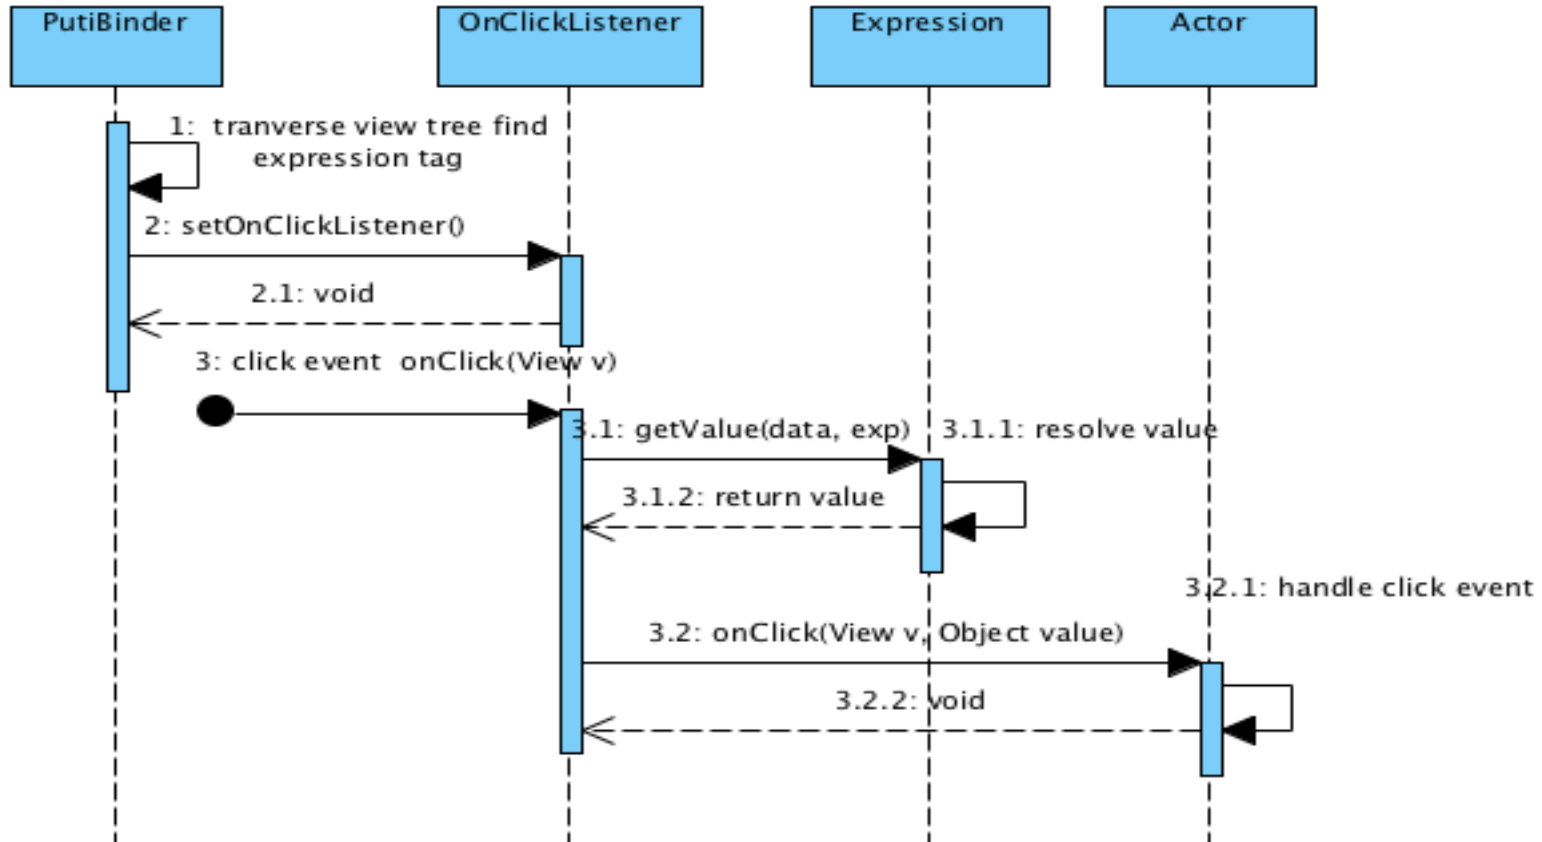 PutiBinder
OnClickListener
Expression
Actor
1: tranverse view tree find
expression tag
2: setOnClickListener()
2.1: void
3: click event onClick(View v)
3.1: getValue(data, exp)
3.1.1: resolve value
3.1.2: return value
3.2.1: handle click event
3.2: onClick(View v, Object value)
3.2.2: void